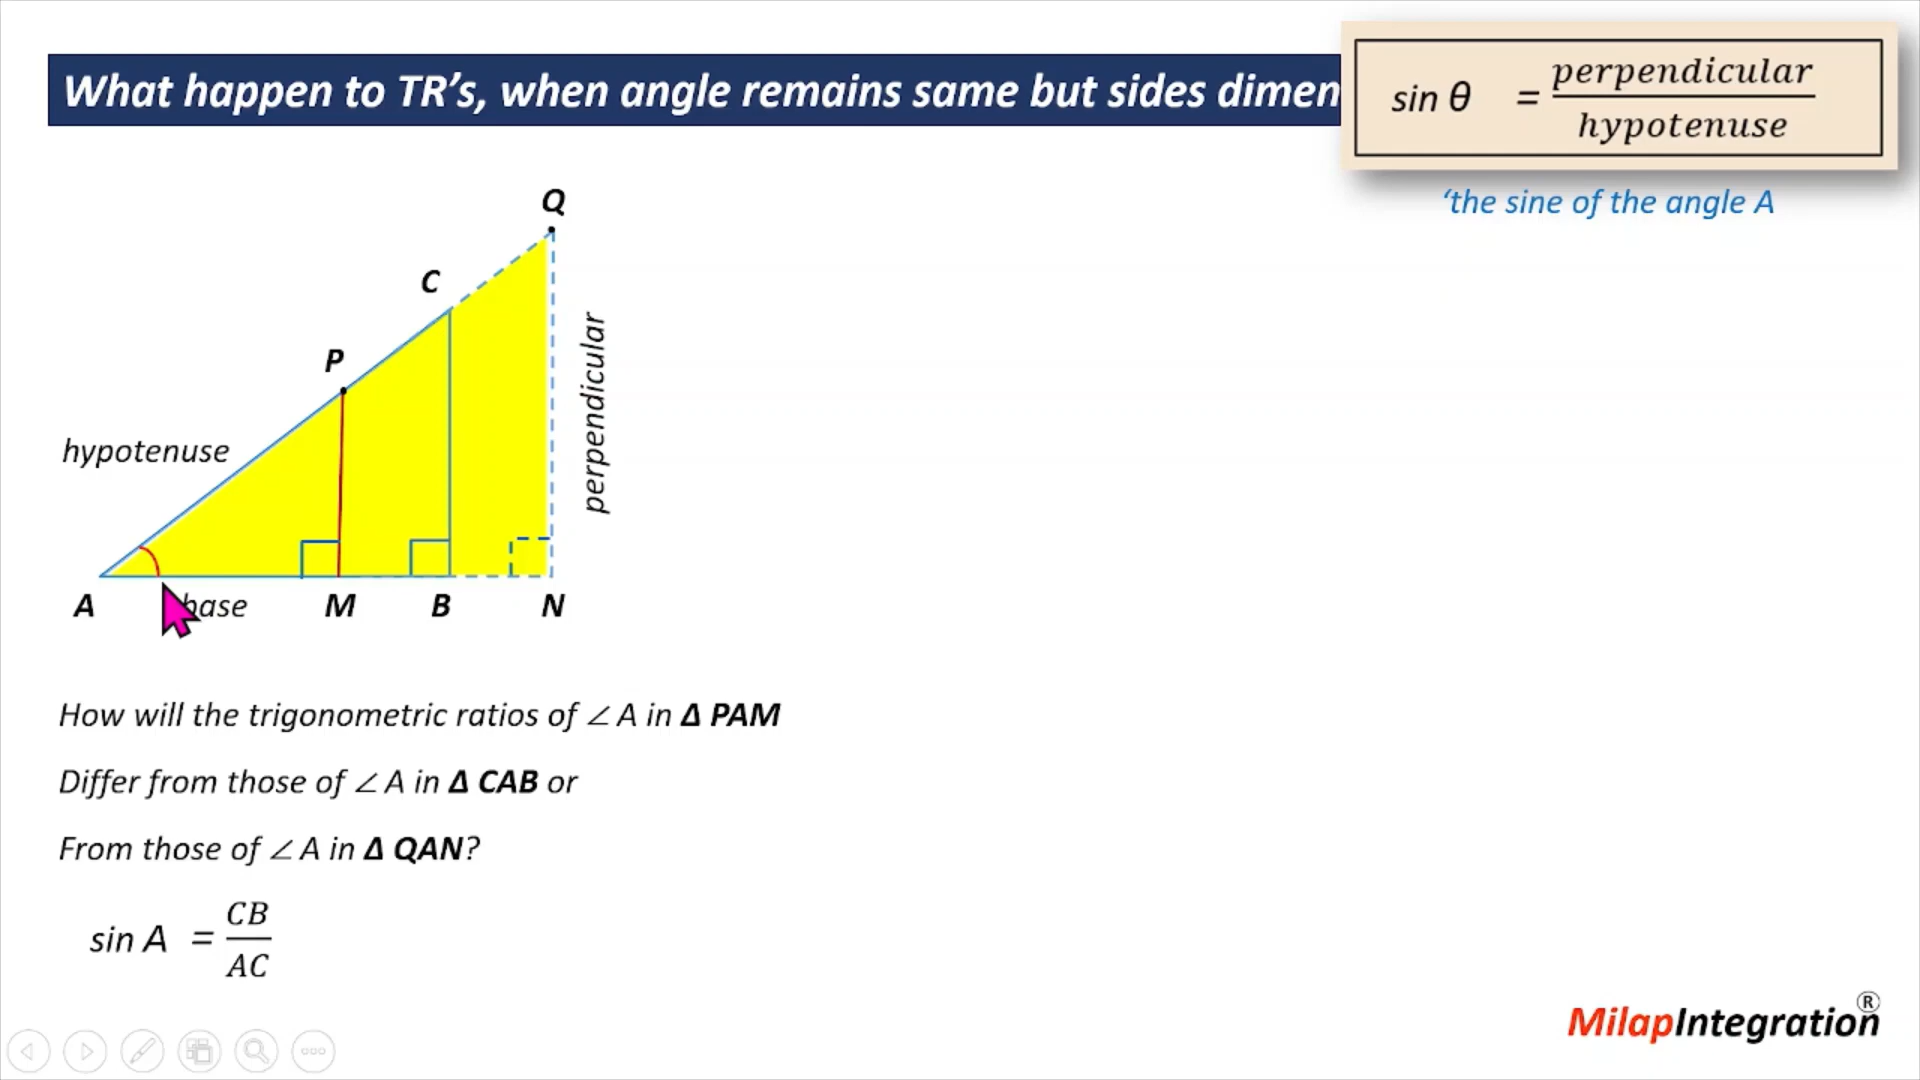 What happen to TR's, when angle remains same but sides dimen
sin θ = perpendicular
hypotenuse
'the sine of the angle A
Q
C
P
perpendicular
hypotenuse
A base M B N
How will the trigonometric ratios of ∠A in Δ PAM
Differ from those of ∠A in Δ CAB or
From those of ∠A in Δ QAN?
sin A = CB
AC
MilapIntegration®